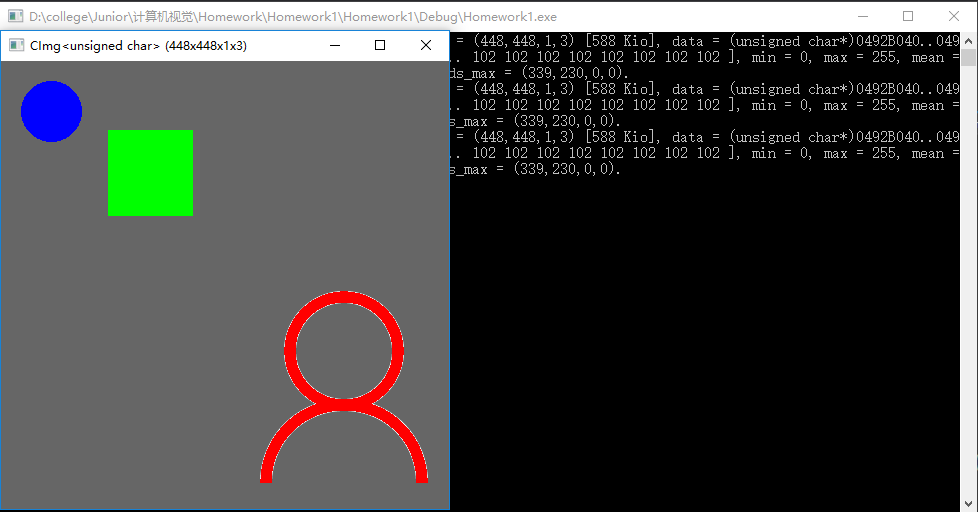 D:\college\Junior\计算机视觉\Homework\Homework1\Homework1\Debug\Homework1.exe
CImg<unsigned char> (448x448x1x3)
= (448,448,1,3) [588 Kio], data = (unsigned char*)0492B040..049
.. 102 102 102 102 102 102 102 102 ], min = 0, max = 255, mean =
ds_max = (339,230,0,0).
= (448,448,1,3) [588 Kio], data = (unsigned char*)0492B040..049
.. 102 102 102 102 102 102 102 102 ], min = 0, max = 255, mean =
s_max = (339,230,0,0).
= (448,448,1,3) [588 Kio], data = (unsigned char*)0492B040..049
.. 102 102 102 102 102 102 102 102 ], min = 0, max = 255, mean =
s_max = (339,230,0,0).